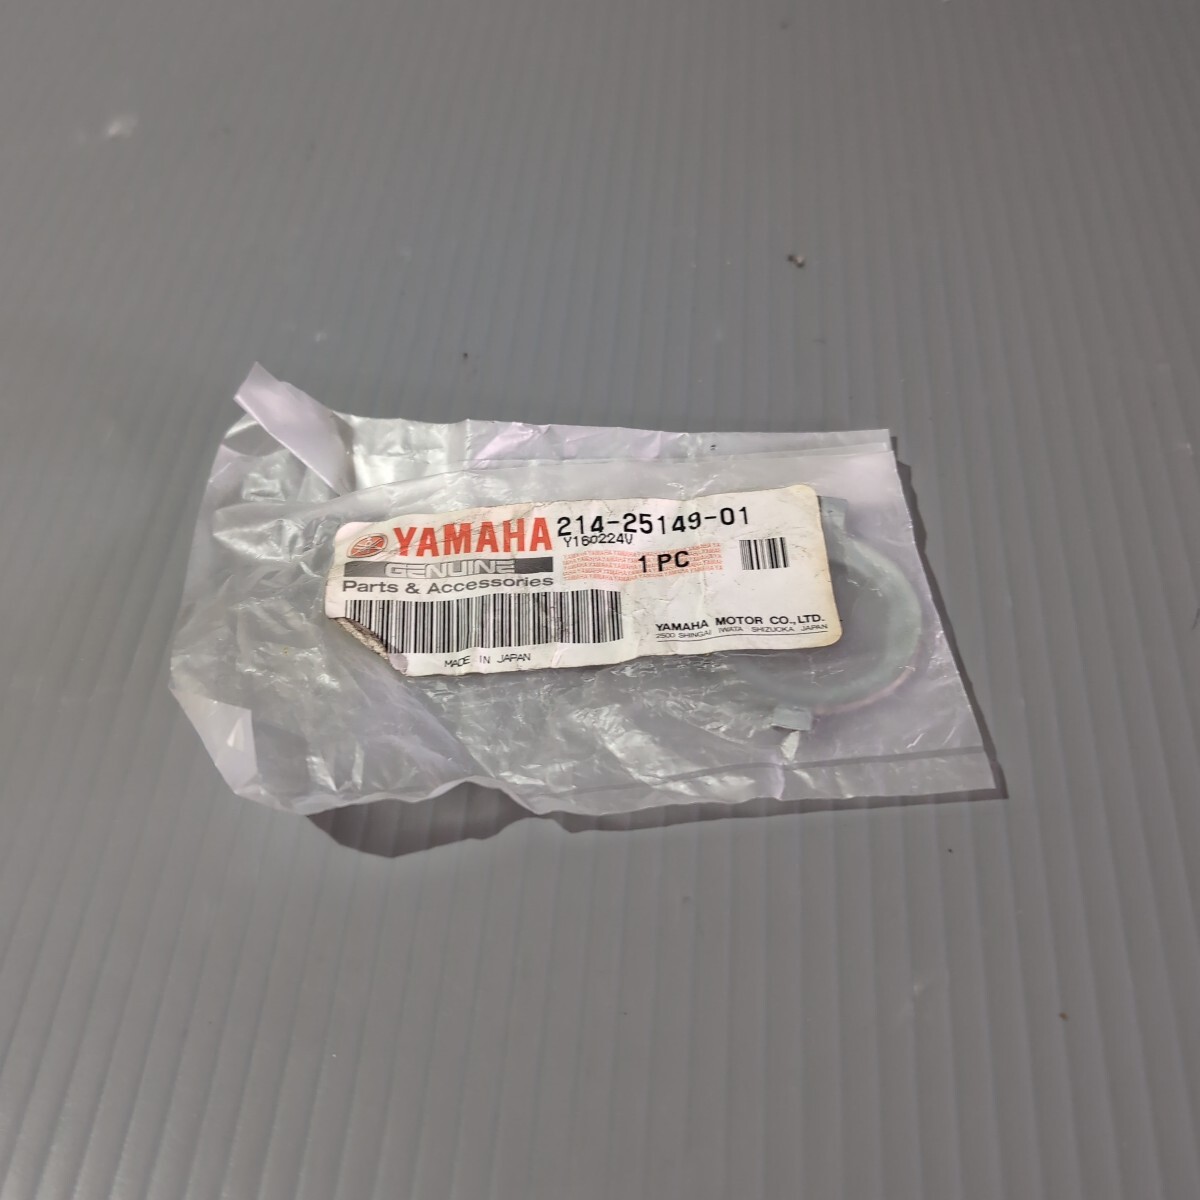 YAMAHA
214-25149-01
Y160224V
GENUINE
1 PC
Parts & Accessories
YAMAHA MOTOR CO., LTD.
2500 SHINGAI IWATA SHIZUOKA JAPAN
MADE IN JAPAN